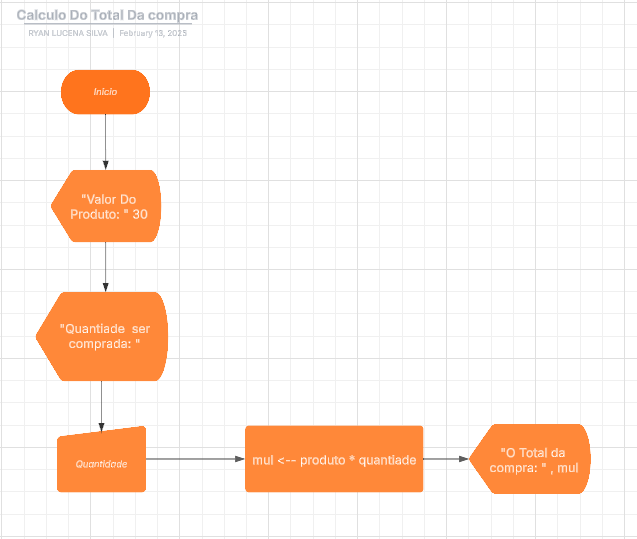 Calculo Do Total Da compra
RYAN LUCENA SILVA | February 13, 2025
Inicio
"Valor Do
Produto: " 30
"Quantiade ser
comprada: "
Quantidade
mul <-- produto * quantiade
"O Total da
compra: " , mul